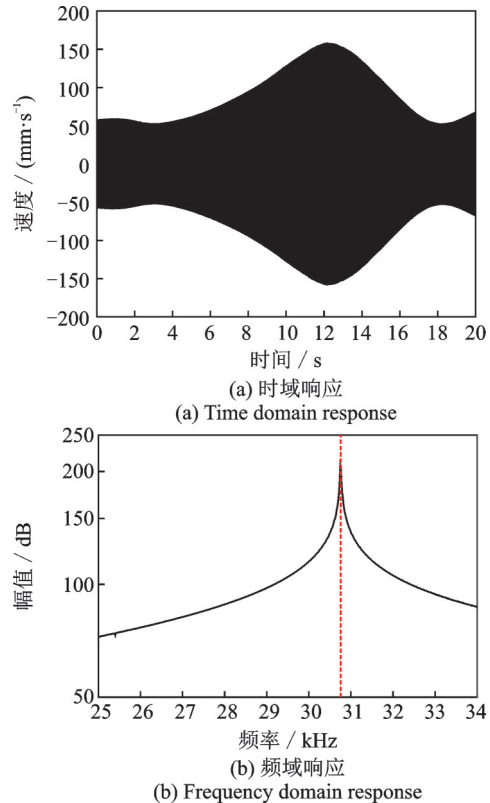 200
150
100
50
0
−50
−100
−150
−200
速度 / (mm·s⁻¹)
0 2 4 6 8 10 12 14 16 18 20
时间 / s
(a) 时域响应
(a) Time domain response
250
200
150
100
50
幅值 / dB
25 26 27 28 29 30 31 32 33 34
频率 / kHz
(b) 频域响应
(b) Frequency domain response